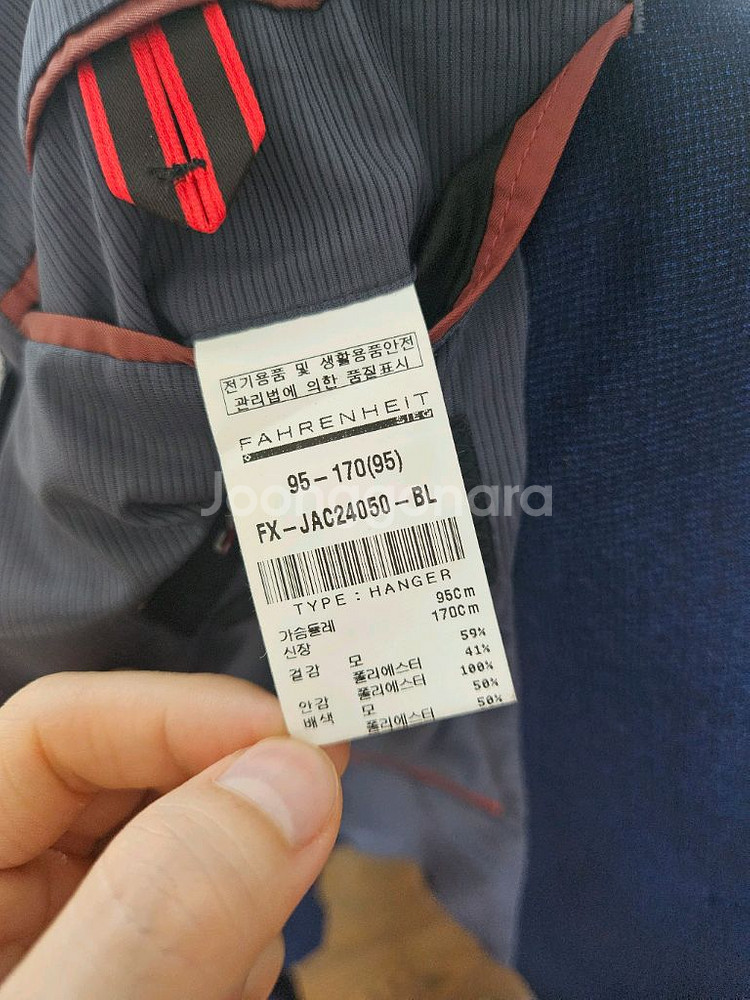 전기용품 및 생활용품안전
관리법에 의한 품질표시
FAHRENHEIT
95-170(95)
Joonggonara
FX-JAC24050-BL
TYPE : HANGER
가슴둘레 95Cm
신장 170Cm
겉감 모 59%
폴리에스터 41%
안감 폴리에스터 100%
배색 모 50%
폴리에스터 50%